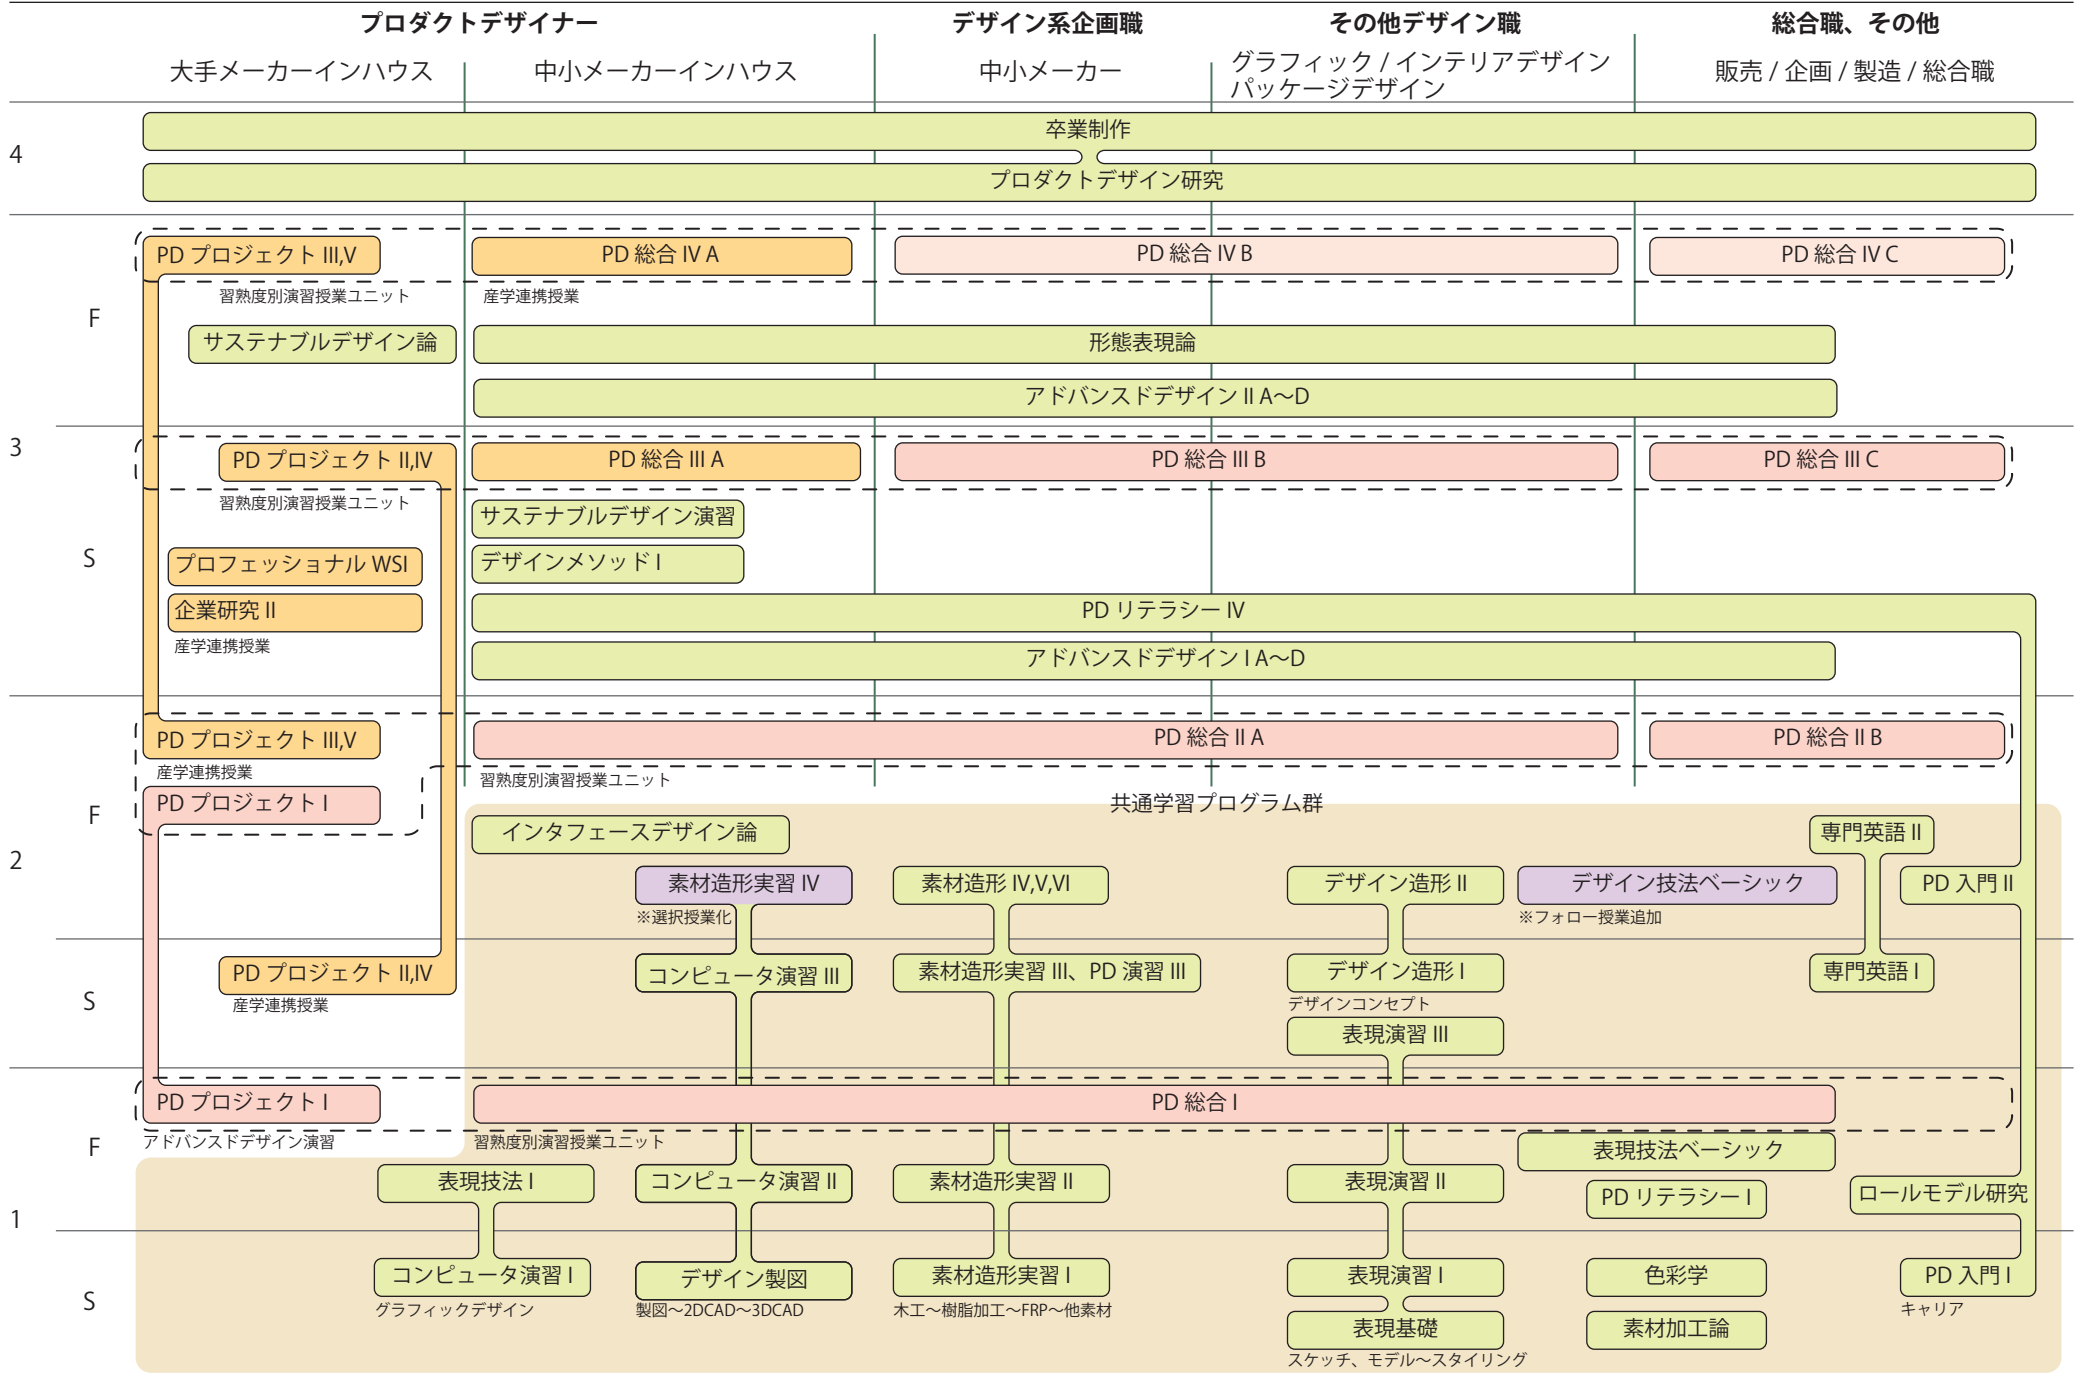 プロダクトデザイナー
デザイン系企画職
その他デザイン職
総合職、その他
大手メーカーインハウス
中小メーカーインハウス
中小メーカー
グラフィック / インテリアデザイン
パッケージデザイン
販売 / 企画 / 製造 / 総合職
4
卒業制作
プロダクトデザイン研究
PD プロジェクト III,V
PD 総合 IV A
PD 総合 IV B
PD 総合 IV C
習熟度別演習授業ユニット
産学連携授業
F
サステナブルデザイン論
形態表現論
アドバンスドデザイン II A〜D
3
PD プロジェクト II,IV
PD 総合 III A
PD 総合 III B
PD 総合 III C
習熟度別演習授業ユニット
サステナブルデザイン演習
S
プロフェッショナル WSI
デザインメソッド I
企業研究 II
PD リテラシー IV
産学連携授業
アドバンスドデザイン I A〜D
PD プロジェクト III,V
PD 総合 II A
PD 総合 II B
産学連携授業
習熟度別演習授業ユニット
PD プロジェクト I
共通学習プログラム群
F
インタフェースデザイン論
専門英語 II
2
素材造形実習 IV
素材造形 IV,V,VI
デザイン造形 II
デザイン技法ベーシック
PD 入門 II
※選択授業化
※フォロー授業追加
PD プロジェクト II,IV
コンピュータ演習 III
素材造形実習 III、PD 演習 III
デザイン造形 I
専門英語 I
S
産学連携授業
デザインコンセプト
表現演習 III
PD プロジェクト I
PD 総合 I
アドバンスドデザイン演習
習熟度別演習授業ユニット
F
表現技法ベーシック
表現技法 I
コンピュータ演習 II
素材造形実習 II
表現演習 II
PD リテラシー I
ロールモデル研究
1
コンピュータ演習 I
デザイン製図
素材造形実習 I
表現演習 I
色彩学
PD 入門 I
S
グラフィックデザイン
製図〜2DCAD〜3DCAD
木工〜樹脂加工〜FRP〜他素材
キャリア
表現基礎
素材加工論
スケッチ、モデル〜スタイリング